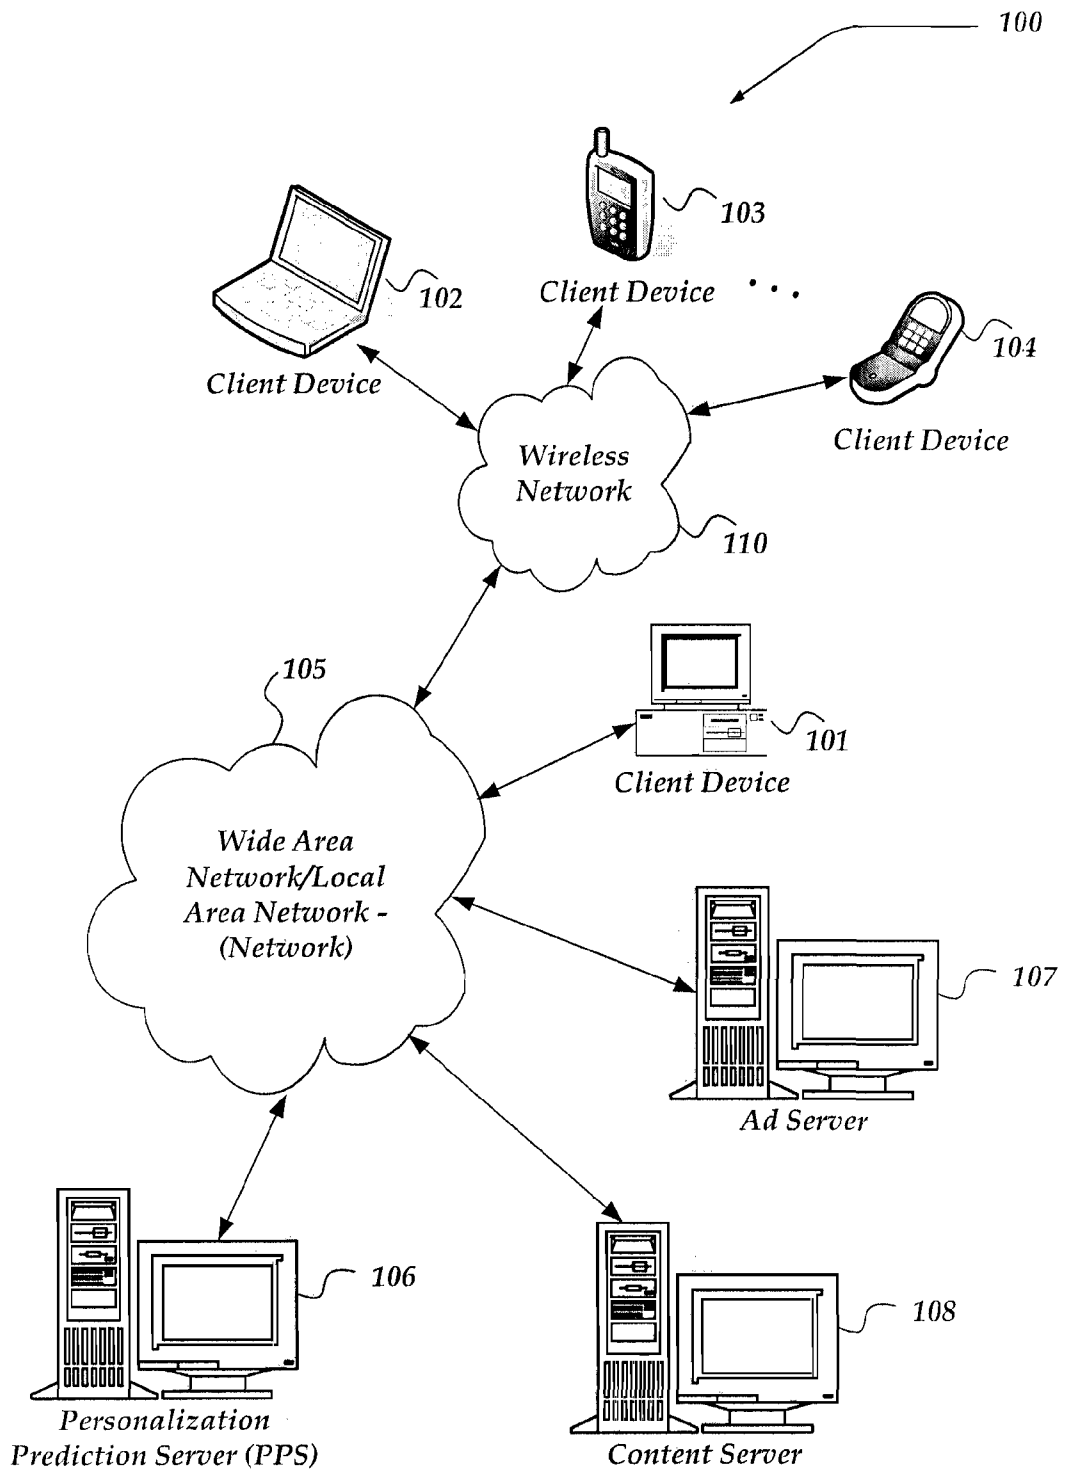 100
103
102
Client Device
. . .
104
Client Device
Client Device
Wireless
Network
110
105
101
Client Device
Wide Area
Network/Local
Area Network -
(Network)
107
Ad Server
106
108
Personalization
Prediction Server (PPS)
Content Server